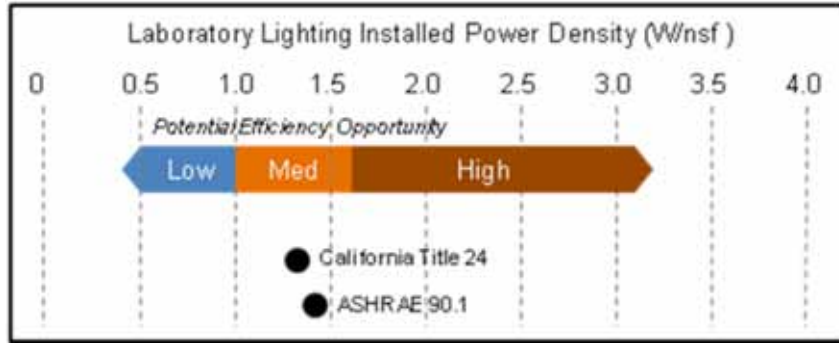 Laboratory Lighting Installed Power Density (W/nsf )
0 0.5 1.0 1.5 2.0 2.5 3.0 3.5 4.0
Potential Efficiency Opportunity
Low Med High
California Title 24
ASHRAE 90.1